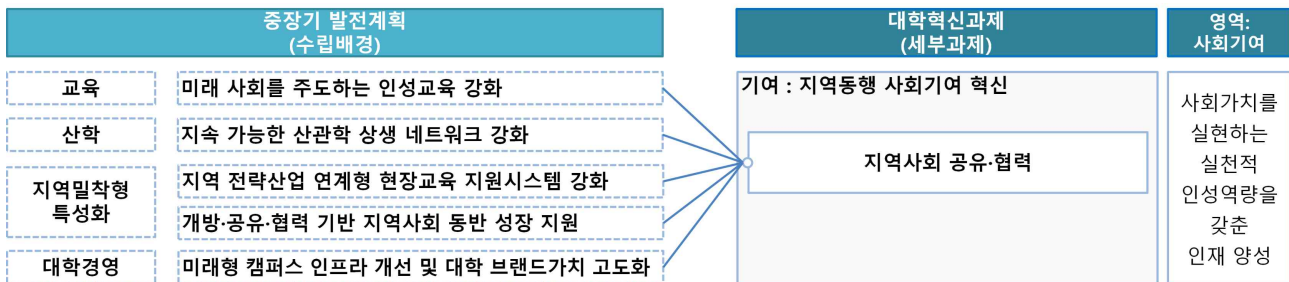 중장기 발전계획
(수립배경)
대학혁신과제
(세부과제)
영역:
사회기여
교육
미래 사회를 주도하는 인성교육 강화
산학
지속 가능한 산관학 상생 네트워크 강화
지역밀착형
특성화
지역 전략산업 연계형 현장교육 지원시스템 강화
개방·공유·협력 기반 지역사회 동반 성장 지원
대학경영
미래형 캠퍼스 인프라 개선 및 대학 브랜드가치 고도화
기여 : 지역동행 사회기여 혁신
지역사회 공유·협력
사회가치를
실현하는
실천적
인성역량을
갖춘
인재 양성